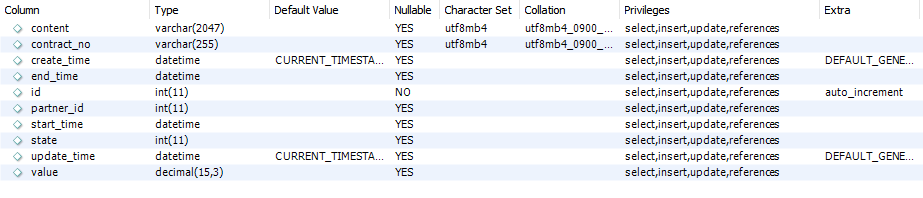 Column Type Default Value Nullable Character Set Collation Privileges Extra
content varchar(2047) YES utf8mb4 utf8mb4_0900_... select,insert,update,references
contract_no varchar(255) YES utf8mb4 utf8mb4_0900_... select,insert,update,references
create_time datetime CURRENT_TIMESTA... YES select,insert,update,references DEFAULT_GENE...
end_time datetime YES select,insert,update,references
id int(11) NO select,insert,update,references auto_increment
partner_id int(11) YES select,insert,update,references
start_time datetime YES select,insert,update,references
state int(11) YES select,insert,update,references
update_time datetime CURRENT_TIMESTA... YES select,insert,update,references DEFAULT_GENE...
value decimal(15,3) YES select,insert,update,references